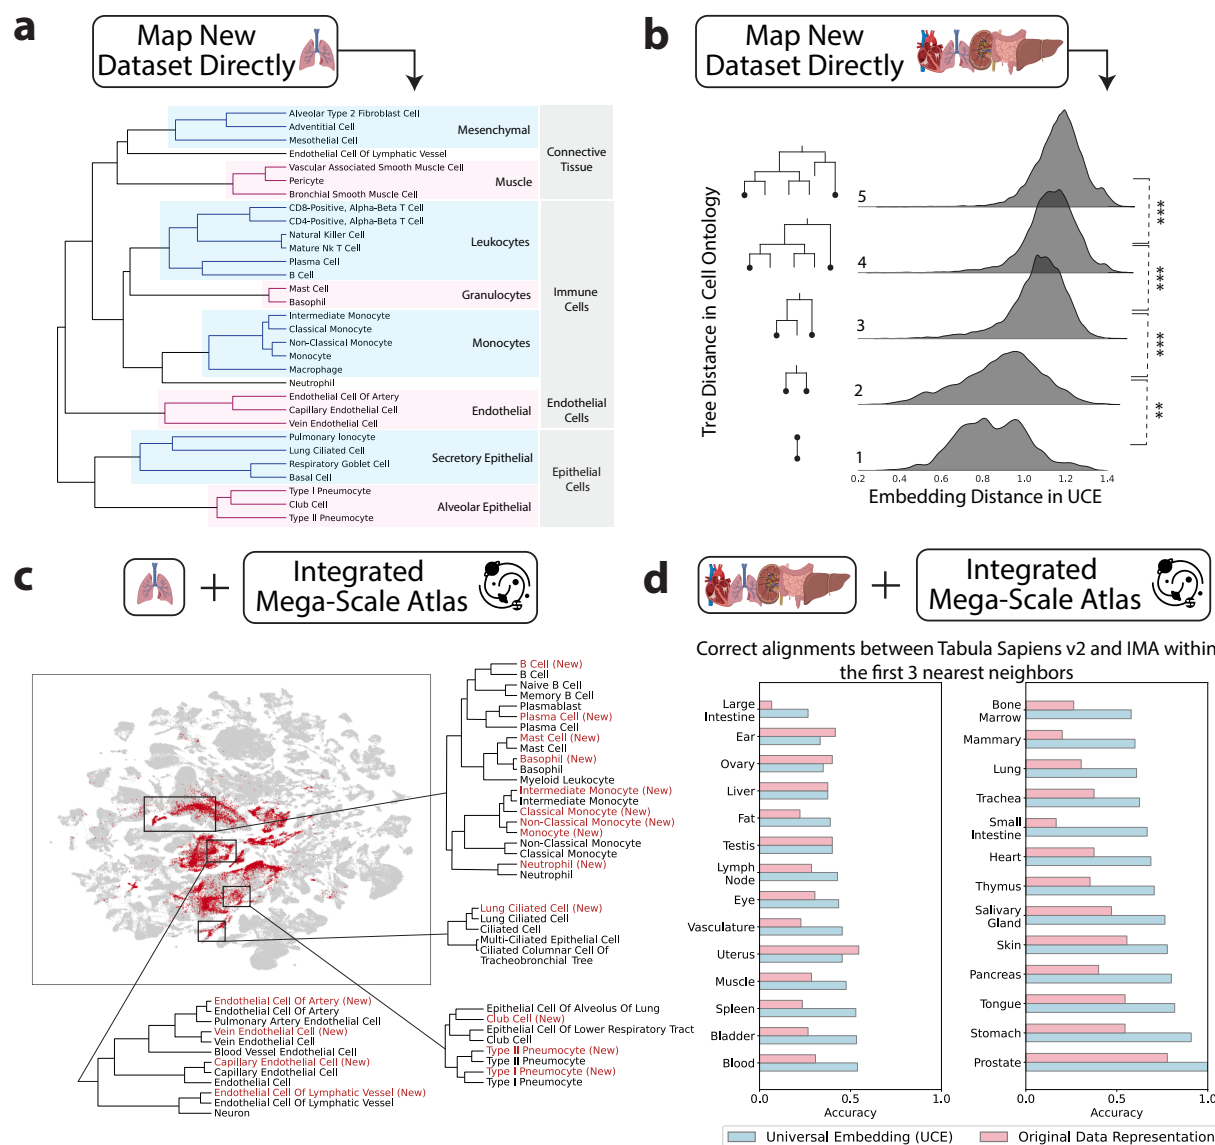 a
Map New
Dataset Directly
Alveolar Type 2 Fibroblast Cell
Adventitial Cell
Mesothelial Cell
Endothelial Cell Of Lymphatic Vessel
Vascular Associated Smooth Muscle Cell
Pericyte
Bronchial Smooth Muscle Cell
CD8-Positive, Alpha-Beta T Cell
CD4-Positive, Alpha-Beta T Cell
Natural Killer Cell
Mature Nk T Cell
Plasma Cell
B Cell
Mast Cell
Basophil
Intermediate Monocyte
Classical Monocyte
Non-Classical Monocyte
Monocyte
Macrophage
Neutrophil
Endothelial Cell Of Artery
Capillary Endothelial Cell
Vein Endothelial Cell
Pulmonary Ionocyte
Lung Ciliated Cell
Respiratory Goblet Cell
Basal Cell
Type I Pneumocyte
Club Cell
Type II Pneumocyte
Mesenchymal
Muscle
Leukocytes
Granulocytes
Monocytes
Endothelial
Secretory Epithelial
Alveolar Epithelial
Connective
Tissue
Immune
Cells
Endothelial
Cells
Epithelial
Cells
b
Map New
Dataset Directly
Tree Distance in Cell Ontology
5
4
3
2
1
***
***
***
**
0.2 0.4 0.6 0.8 1.0 1.2 1.4
Embedding Distance in UCE
c
+
Integrated
Mega-Scale Atlas
B Cell (New)
B Cell
Naive B Cell
Memory B Cell
Plasmablast
Plasma Cell (New)
Plasma Cell
Mast Cell (New)
Mast Cell
Basophil (New)
Basophil
Myeloid Leukocyte
Intermediate Monocyte (New)
Intermediate Monocyte
Classical Monocyte (New)
Non-Classical Monocyte (New)
Monocyte (New)
Non-Classical Monocyte
Classical Monocyte
Neutrophil (New)
Neutrophil
Lung Ciliated Cell (New)
Lung Ciliated Cell
Ciliated Cell
Multi-Ciliated Epithelial Cell
Ciliated Columnar Cell Of
Tracheobronchial Tree
Endothelial Cell Of Artery (New)
Endothelial Cell Of Artery
Pulmonary Artery Endothelial Cell
Vein Endothelial Cell (New)
Vein Endothelial Cell
Blood Vessel Endothelial Cell
Capillary Endothelial Cell (New)
Capillary Endothelial Cell
Endothelial Cell
Endothelial Cell Of Lymphatic Vessel (New)
Endothelial Cell Of Lymphatic Vessel
Neuron
Epithelial Cell Of Alveolus Of Lung
Club Cell (New)
Epithelial Cell Of Lower Respiratory Tract
Club Cell
Type II Pneumocyte (New)
Type II Pneumocyte
Type I Pneumocyte (New)
Type I Pneumocyte
d
+
Integrated
Mega-Scale Atlas
Correct alignments between Tabula Sapiens v2 and IMA within
the first 3 nearest neighbors
Large
Intestine
Ear
Ovary
Liver
Fat
Testis
Lymph
Node
Eye
Vasculature
Uterus
Muscle
Spleen
Bladder
Blood
0.0 0.5 1.0
Accuracy
Bone
Marrow
Mammary
Lung
Trachea
Small
Intestine
Heart
Thymus
Salivary
Gland
Skin
Pancreas
Tongue
Stomach
Prostate
0.0 0.5 1.0
Accuracy
Universal Embedding (UCE)
Original Data Representation